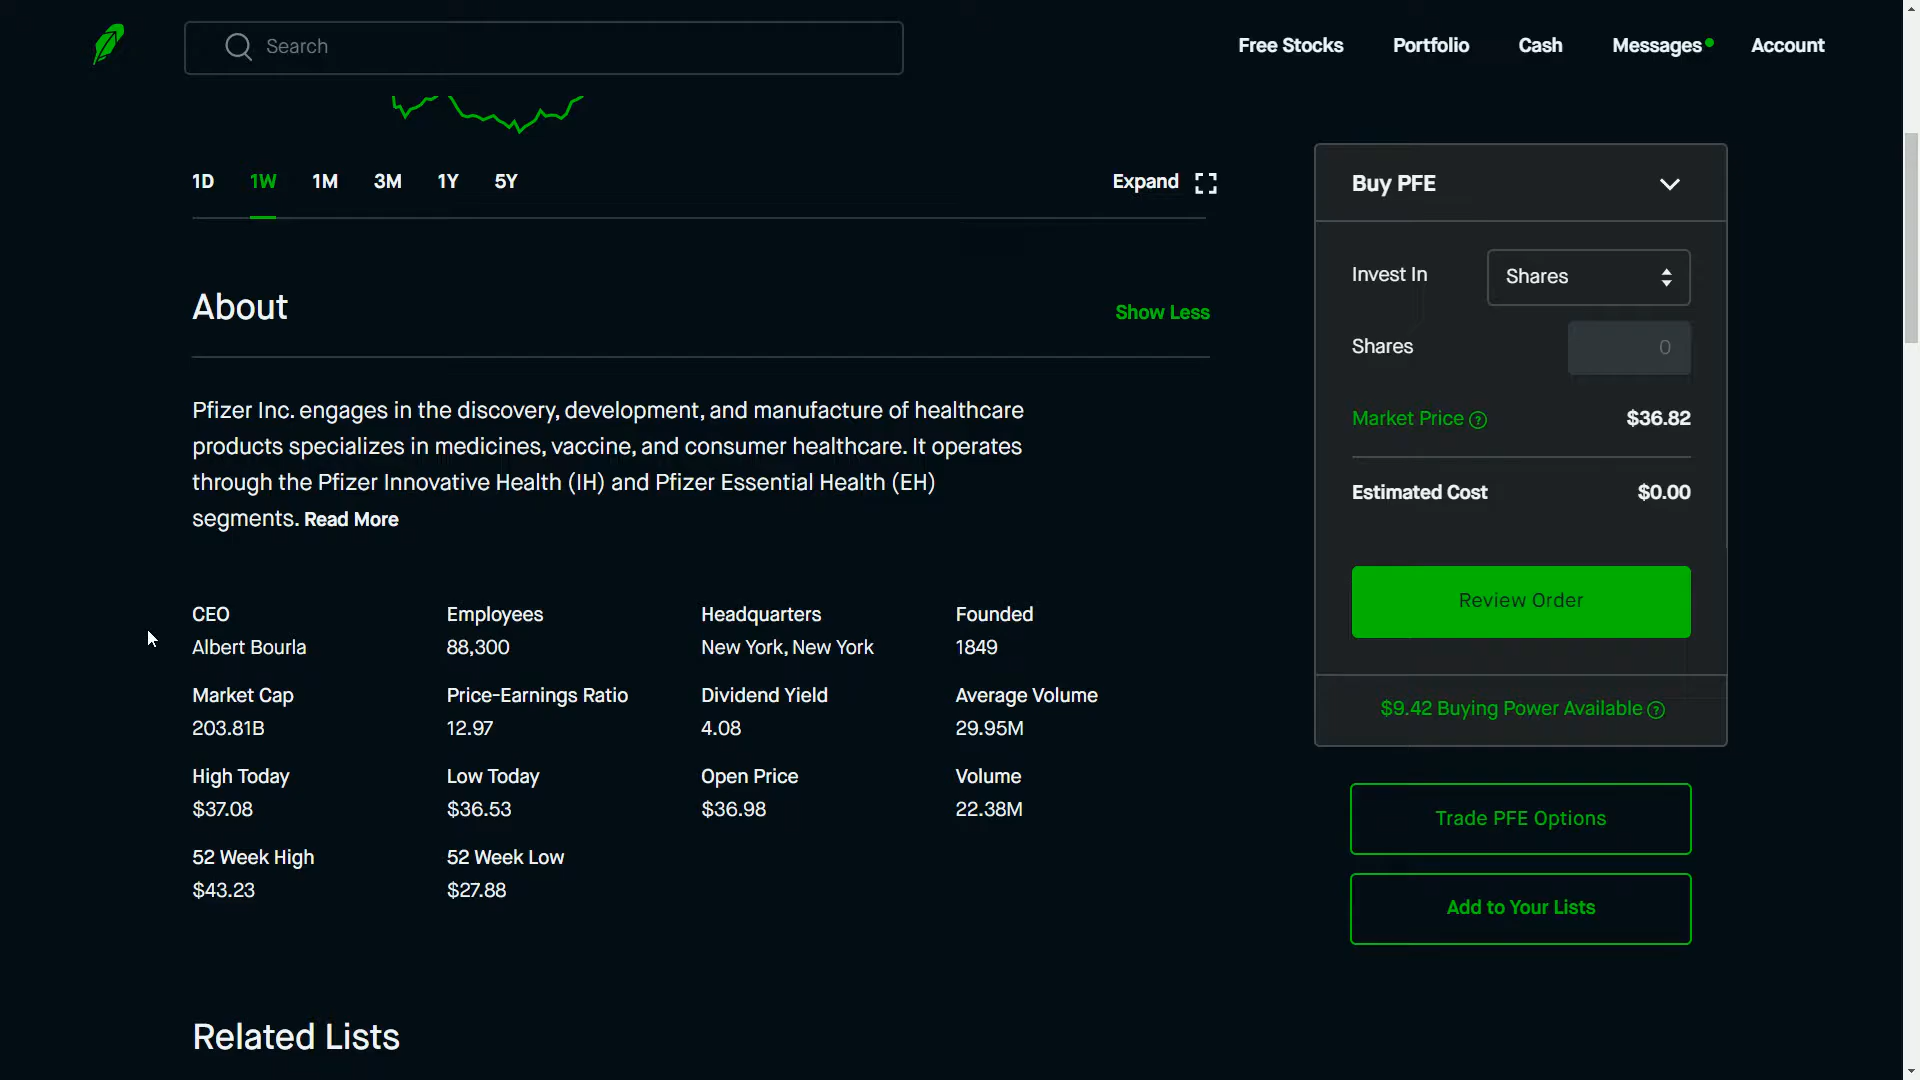 Search
Free Stocks
Portfolio
Cash
Messages
Account
1D
1W
1M
3M
1Y
5Y
Expand
About
Show Less
Pfizer Inc. engages in the discovery, development, and manufacture of healthcare
products specializes in medicines, vaccine, and consumer healthcare. It operates
through the Pfizer Innovative Health (IH) and Pfizer Essential Health (EH)
segments. Read More
CEO
Albert Bourla
Employees
88,300
Headquarters
New York, New York
Founded
1849
Market Cap
203.81B
Price-Earnings Ratio
12.97
Dividend Yield
4.08
Average Volume
29.95M
High Today
$37.08
Low Today
$36.53
Open Price
$36.98
Volume
22.38M
52 Week High
$43.23
52 Week Low
$27.88
Related Lists
Buy PFE
Invest In
Shares
Shares
0
Market Price ?
$36.82
Estimated Cost
$0.00
Review Order
$9.42 Buying Power Available ?
Trade PFE Options
Add to Your Lists